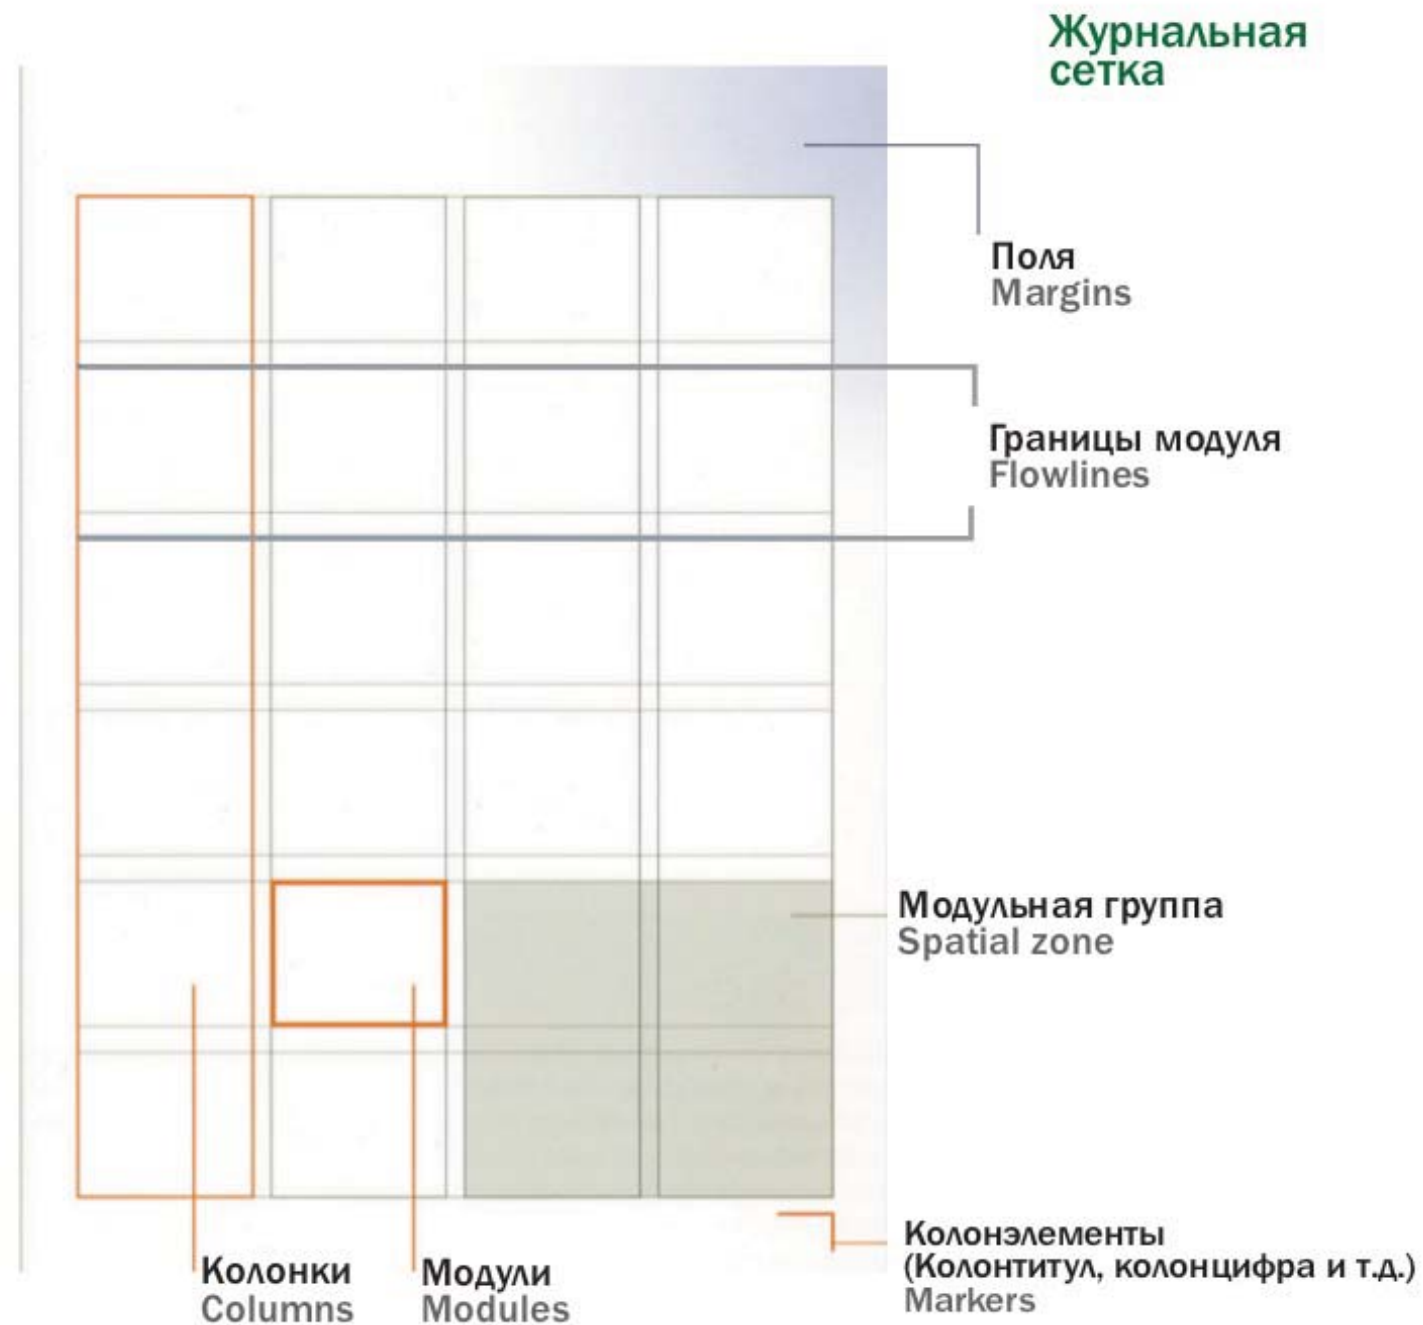 Журнальная
сетка
Поля
Margins
Границы модуля
Flowlines
Модульная группа
Spatial zone
Колонэлементы
(Колонтитул, колонцифра и т.д.)
Markers
Колонки
Columns
Модули
Modules